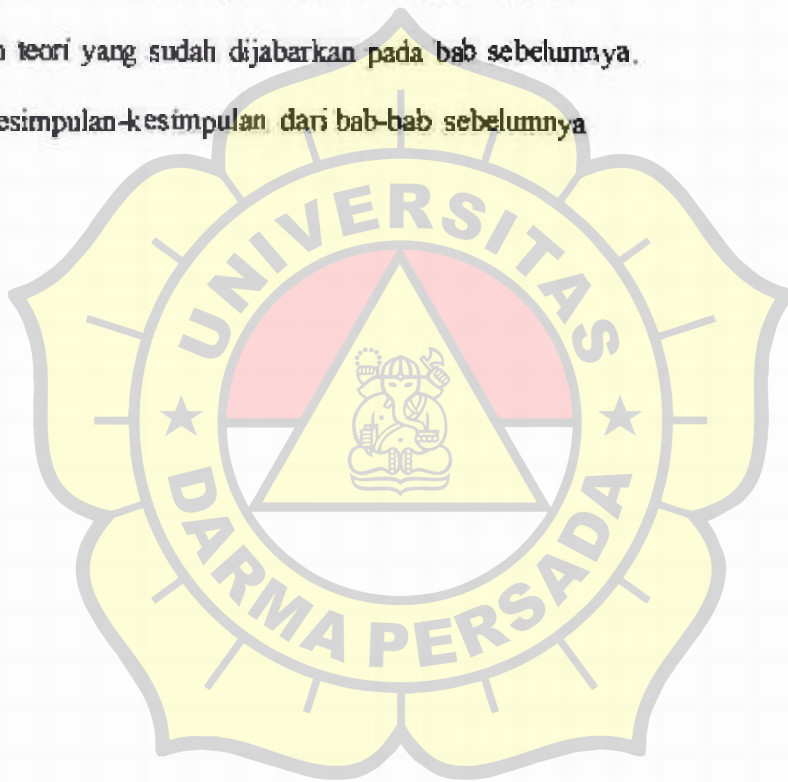 teori yang sudah dijabarkan pada bab sebelumnya.
esimpulan-kesimpulan dari bab-bab sebelumnya
UNIVERSITAS
DARMA PERSADA